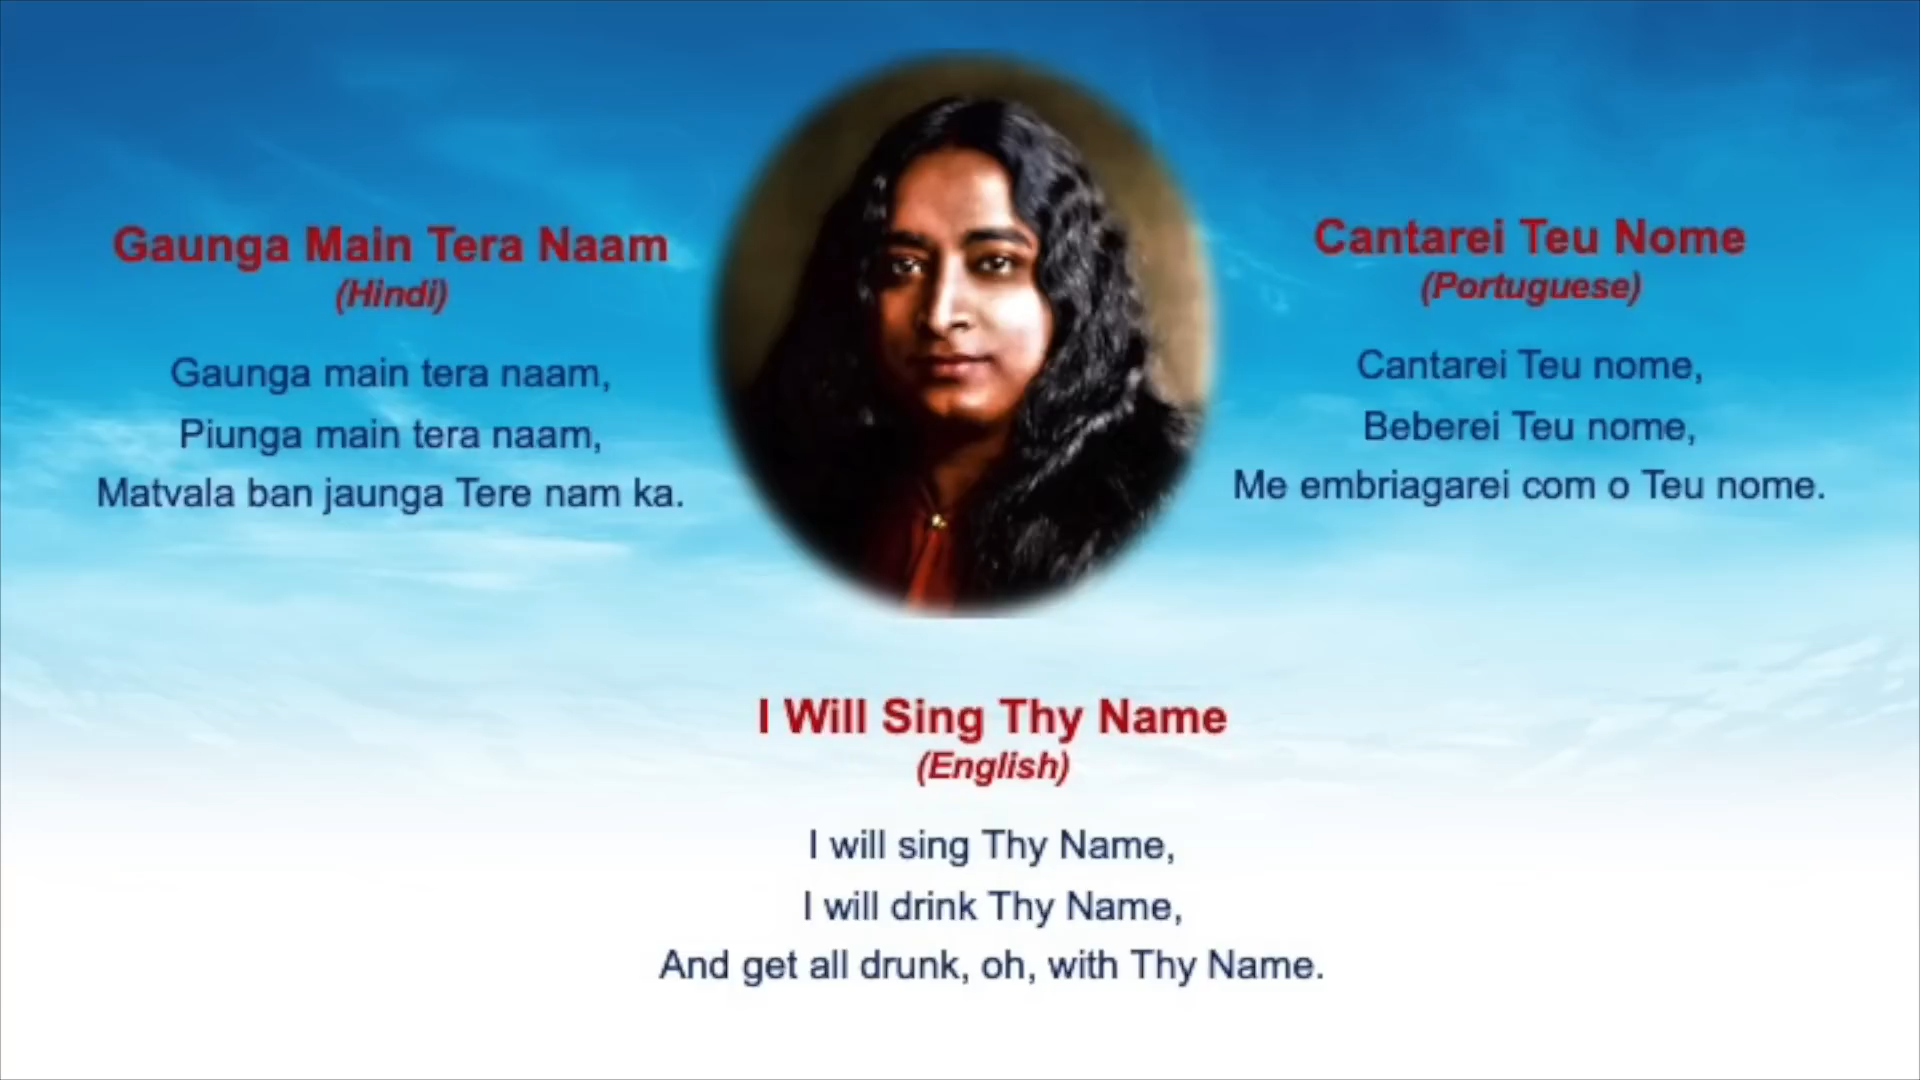 Gaunga Main Tera Naam
(Hindi)
Gaunga main tera naam,
Piunga main tera naam,
Matvala ban jaunga Tere nam ka.
Cantarei Teu Nome
(Portuguese)
Cantarei Teu nome,
Beberei Teu nome,
Me embriagarei com o Teu nome.
I Will Sing Thy Name
(English)
I will sing Thy Name,
I will drink Thy Name,
And get all drunk, oh, with Thy Name.